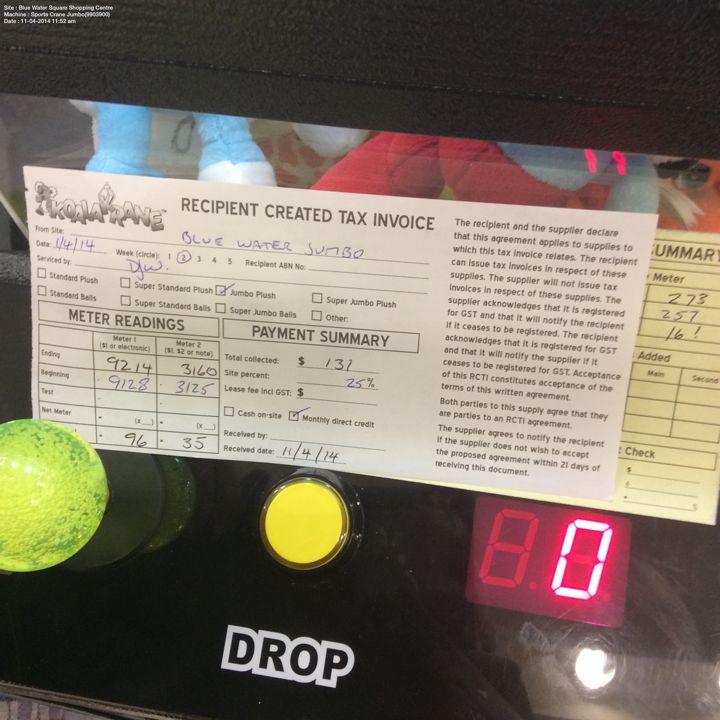 Site : Blue Water Square Shopping Centre
Machine : Sports Crane Jumbo(9903900)
Date : 11-04-2014 11:52 am
KOALA KRANE
RECIPIENT CREATED TAX INVOICE
From Site: BLUE WATER JUMBO
Date: 1/4/14 Week (circle): 1 2 3 4 5 Recipient ABN No:
Serviced by: DJW.
Standard Plush Super Standard Plush Jumbo Plush Super Jumbo Plush
Standard Balls Super Standard Balls Super Jumbo Balls Other:
METER READINGS
Meter 1 ($1 or electronic) Meter 2 ($1, $2 or note)
Ending 9214 3160
Beginning - 9128 - 3125
Test - -
Net Meter = (x ) = (x )
= 96 = 35
PAYMENT SUMMARY
Total collected: $ 131
Site percent: 25%
Lease fee incl GST: $
Cash on-site Monthly direct credit
Received by:
Received date: 11/4/14
The recipient and the supplier declare
that this agreement applies to supplies to
which this tax invoice relates. The recipient
can issue tax invoices in respect of these
supplies. The supplier will not issue tax
invoices in respect of these supplies. The
supplier acknowledges that it is registered
for GST and that it will notify the recipient
if it ceases to be registered. The recipient
acknowledges that it is registered for GST
and that it will notify the supplier if it
ceases to be registered for GST. Acceptance
of this RCTI constitutes acceptance of the
terms of this written agreement.
Both parties to this supply agree that they
are parties to an RCTI agreement.
The supplier agrees to notify the recipient
if the supplier does not wish to accept
the proposed agreement within 21 days of
receiving this document.
SUMMARY
Meter
273
257
16!
Added
Main Second
Check
$
$
0
DROP